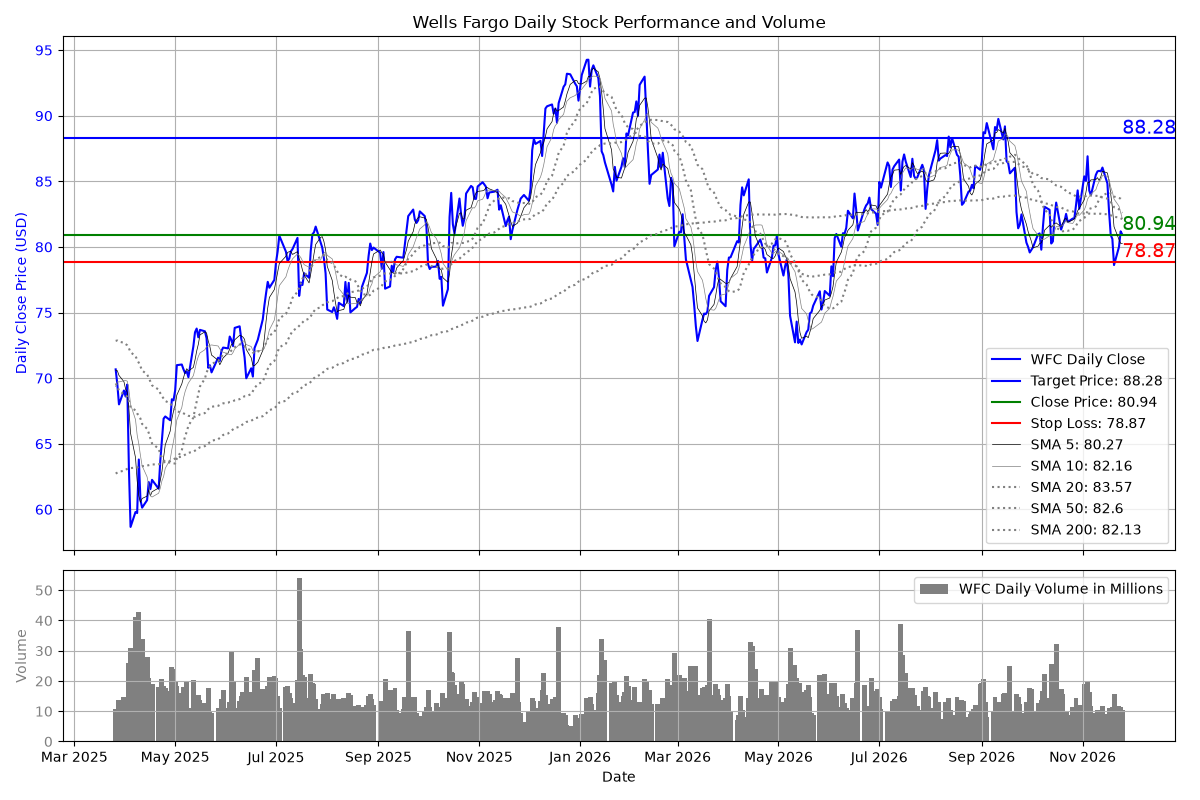 Wells Fargo Daily Stock Performance and Volume
Daily Close Price (USD)
95
90
85
80
75
70
65
60
88.28
80.94
78.87
WFC Daily Close
Target Price: 88.28
Close Price: 80.94
Stop Loss: 78.87
SMA 5: 80.27
SMA 10: 82.16
SMA 20: 83.57
SMA 50: 82.6
SMA 200: 82.13
Volume
50
40
30
20
10
0
WFC Daily Volume in Millions
Mar 2025 May 2025 Jul 2025 Sep 2025 Nov 2025 Jan 2026 Mar 2026 May 2026 Jul 2026 Sep 2026 Nov 2026
Date